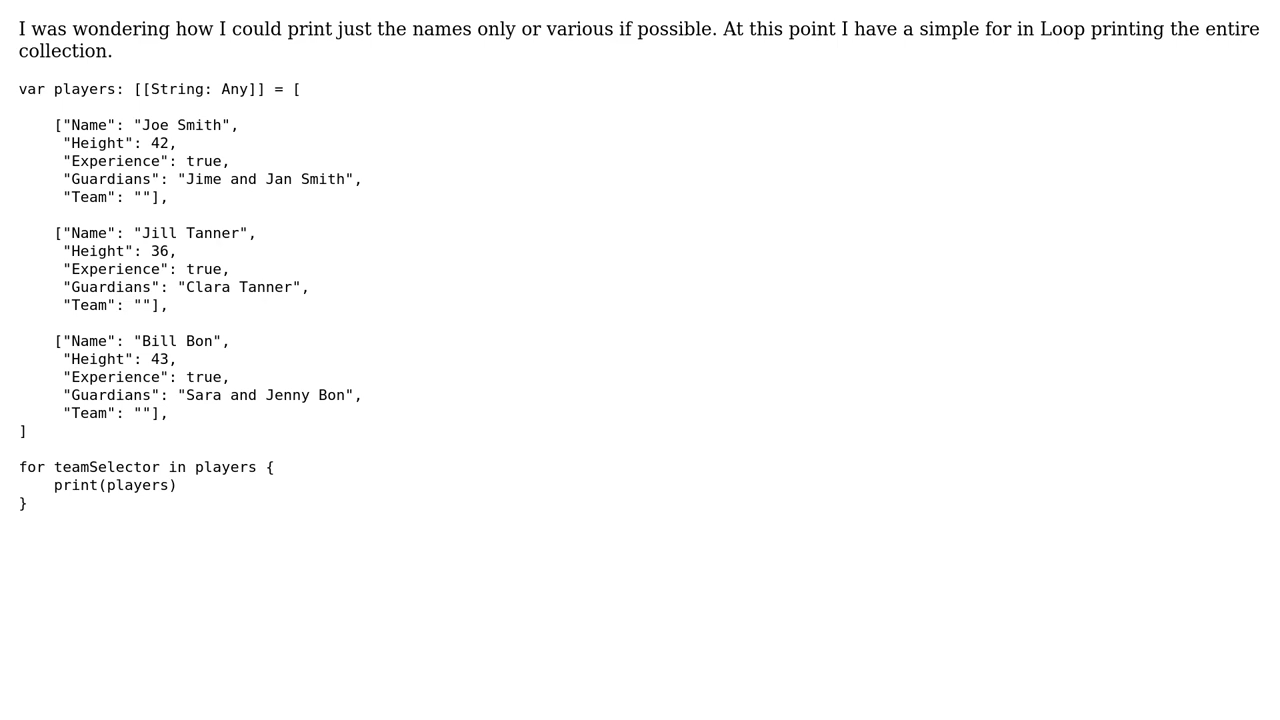 I was wondering how I could print just the names only or various if possible. At this point I have a simple for in Loop printing the entire
collection.
var players: [[String: Any]] = [
    ["Name": "Joe Smith",
     "Height": 42,
     "Experience": true,
     "Guardians": "Jime and Jan Smith",
     "Team": ""],
    ["Name": "Jill Tanner",
     "Height": 36,
     "Experience": true,
     "Guardians": "Clara Tanner",
     "Team": ""],
    ["Name": "Bill Bon",
     "Height": 43,
     "Experience": true,
     "Guardians": "Sara and Jenny Bon",
     "Team": ""],
]
for teamSelector in players {
    print(players)
}